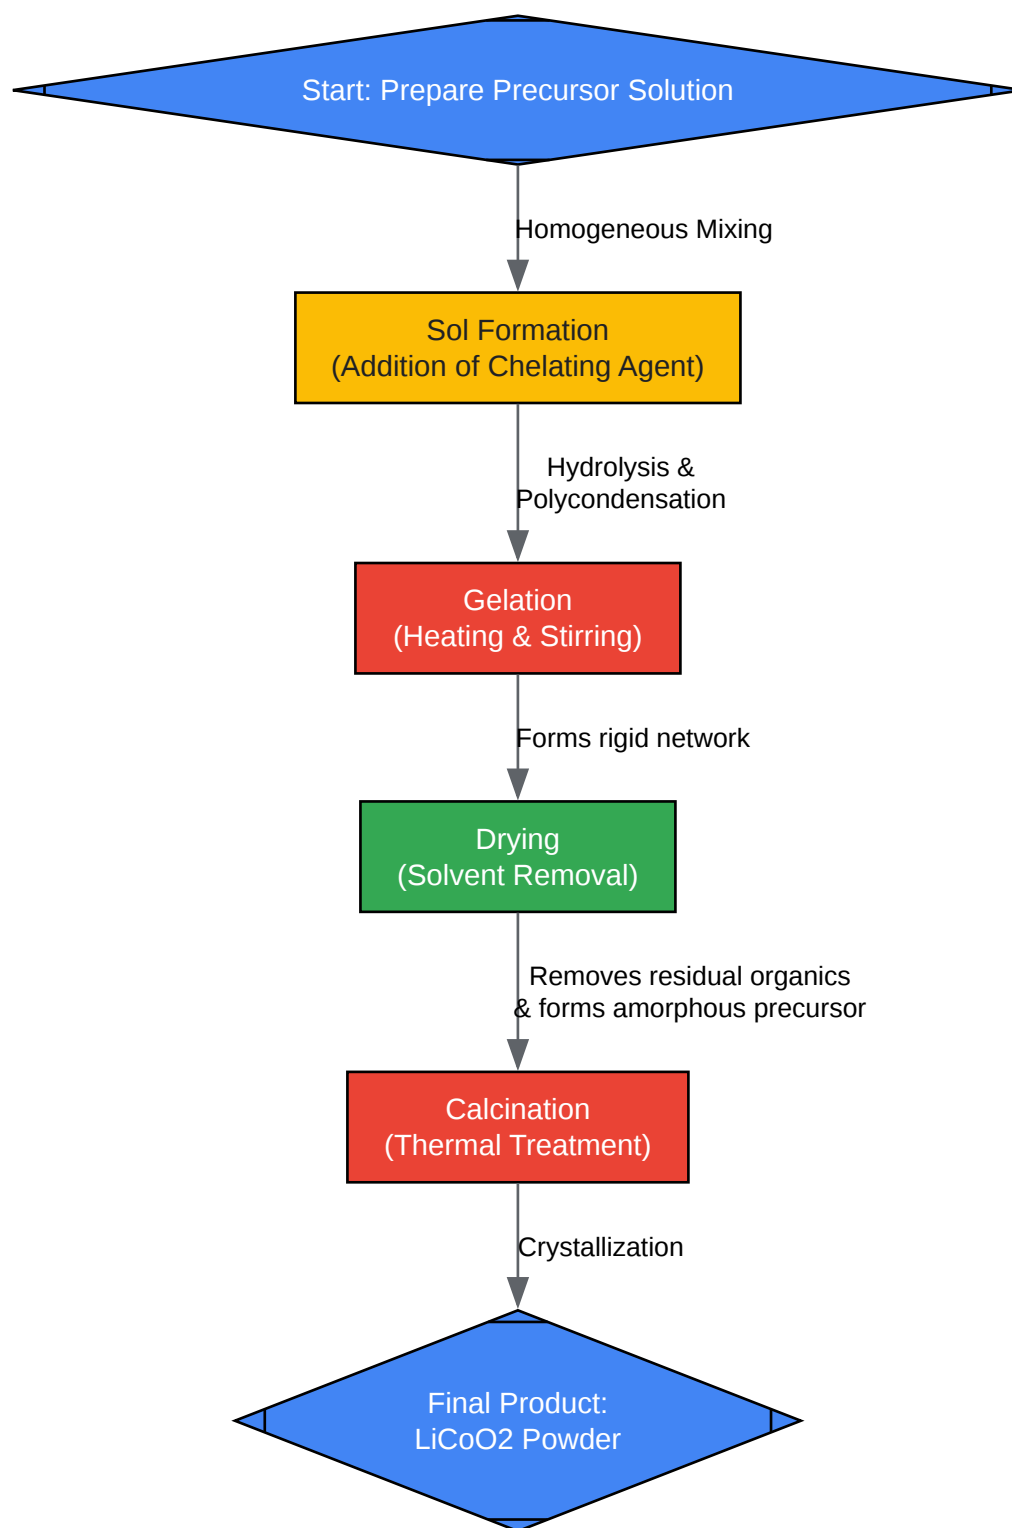 Start: Prepare Precursor Solution
Homogeneous Mixing
Sol Formation
(Addition of Chelating Agent)
Hydrolysis &
Polycondensation
Gelation
(Heating & Stirring)
Forms rigid network
Drying
(Solvent Removal)
Removes residual organics
& forms amorphous precursor
Calcination
(Thermal Treatment)
Crystallization
Final Product:
LiCoO2 Powder